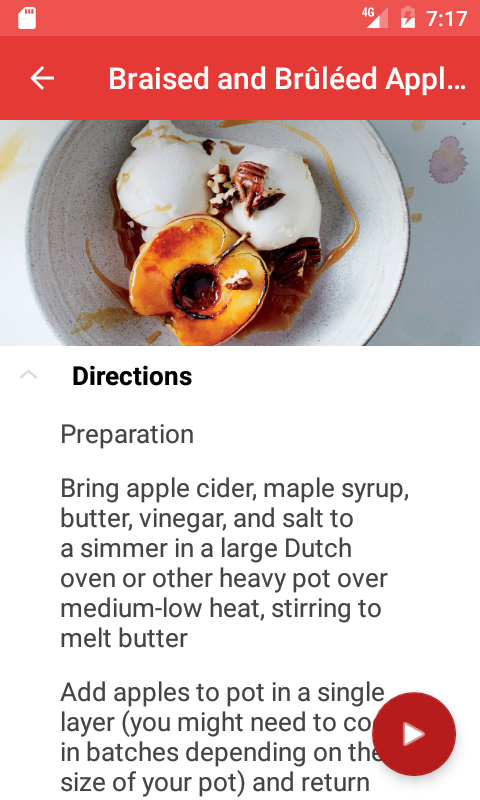 4G 7:17
Braised and Brûléed Appl...
Directions
Preparation
Bring apple cider, maple syrup,
butter, vinegar, and salt to
a simmer in a large Dutch
oven or other heavy pot over
medium-low heat, stirring to
melt butter
Add apples to pot in a single
layer (you might need to
in batches depending on the
size of your pot) and return